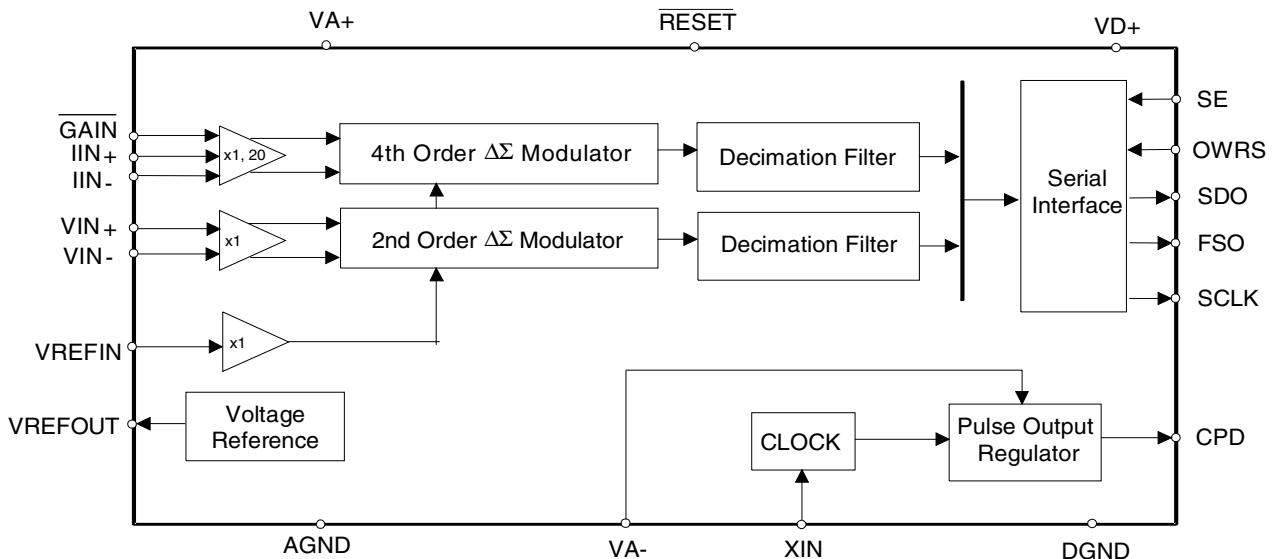 VA+
RESET
VD+
GAIN
IIN+
IIN-
x1, 20
4th Order ΔΣ Modulator
Decimation Filter
VIN+
VIN-
x1
2nd Order ΔΣ Modulator
Decimation Filter
Serial
Interface
SE
OWRS
SDO
FSO
SCLK
VREFIN
x1
VREFOUT
Voltage
Reference
CLOCK
Pulse Output
Regulator
CPD
AGND
VA-
XIN
DGND